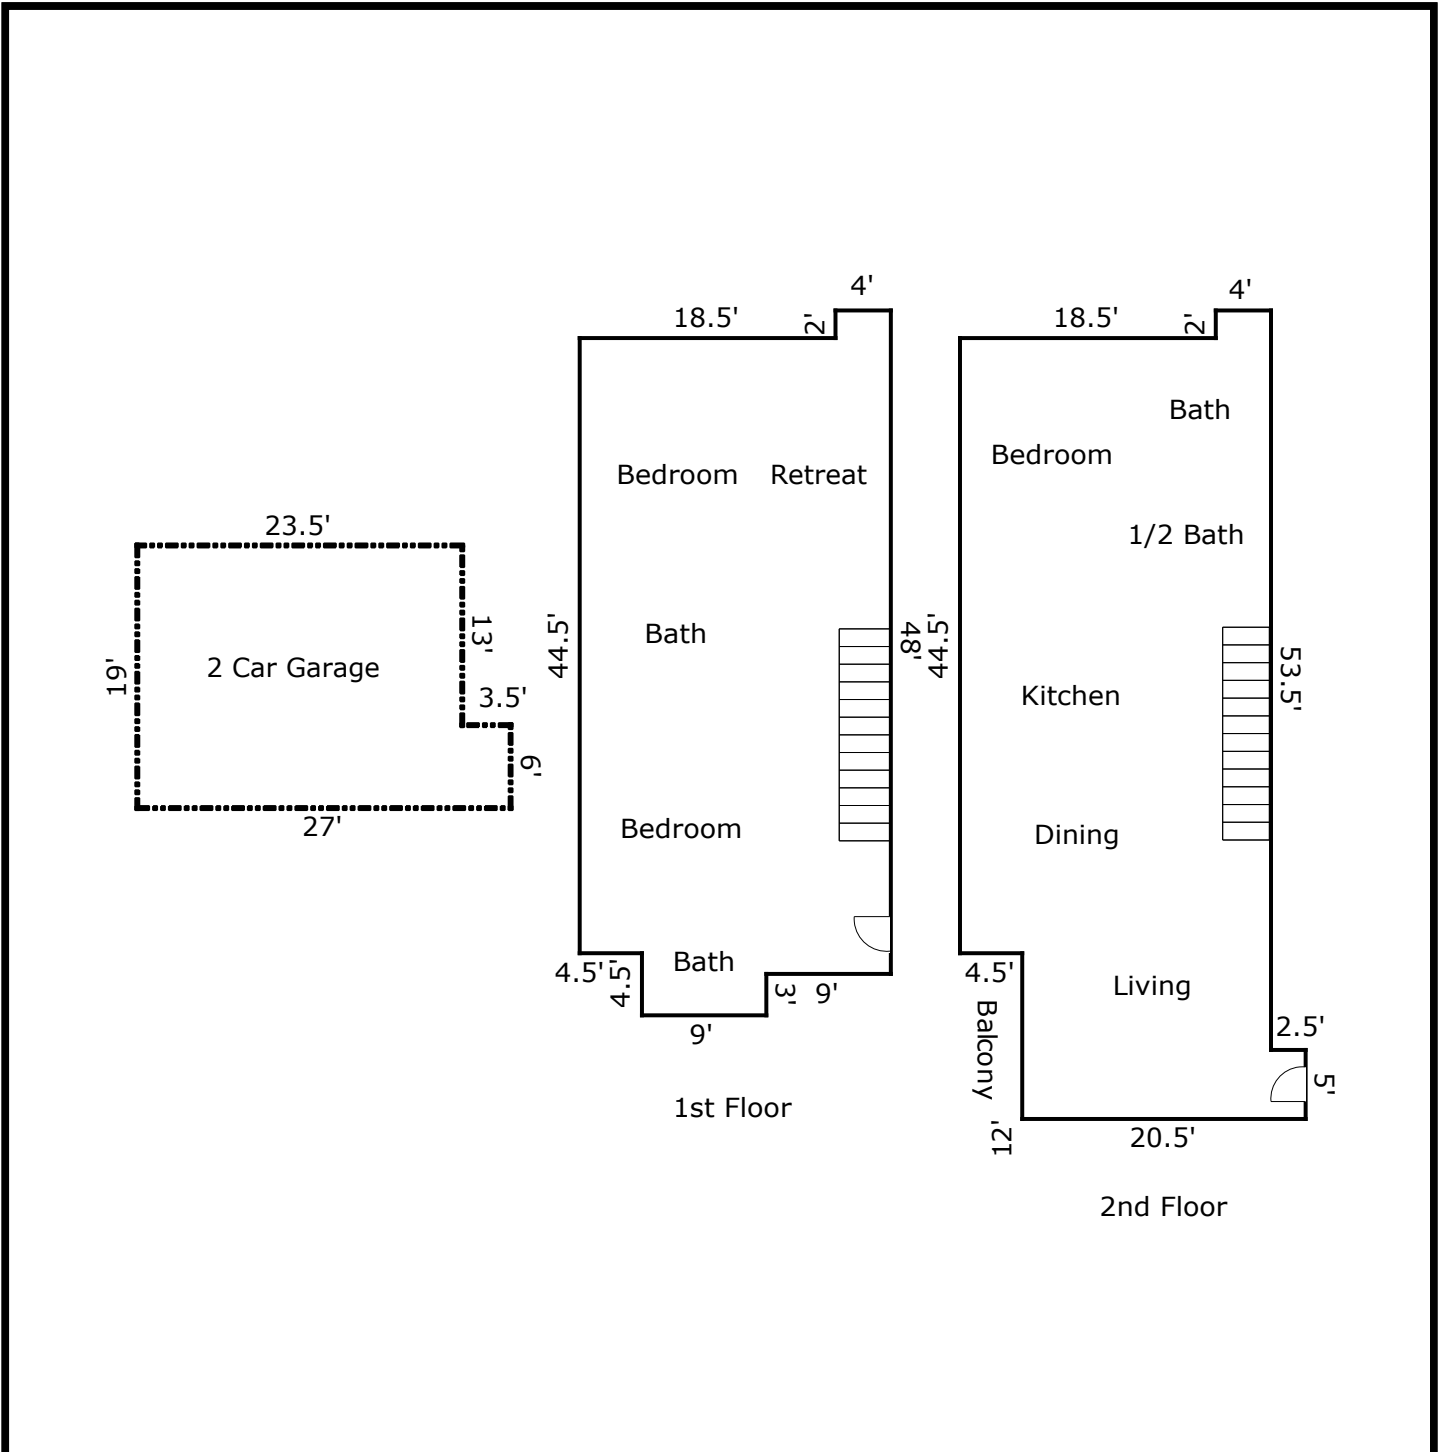 4'
18.5'
2'
4'
18.5'
2'
Bath
Bedroom
Bedroom Retreat
23.5'
1/2 Bath
13'
44.5'
Bath
48'
44.5'
53.5'
19'
2 Car Garage
3.5'
Kitchen
6'
27'
Bedroom
Dining
Bath
4.5'
4.5'
3'
9'
9'
4.5'
Living
Balcony
2.5'
5'
12'
20.5'
1st Floor
2nd Floor